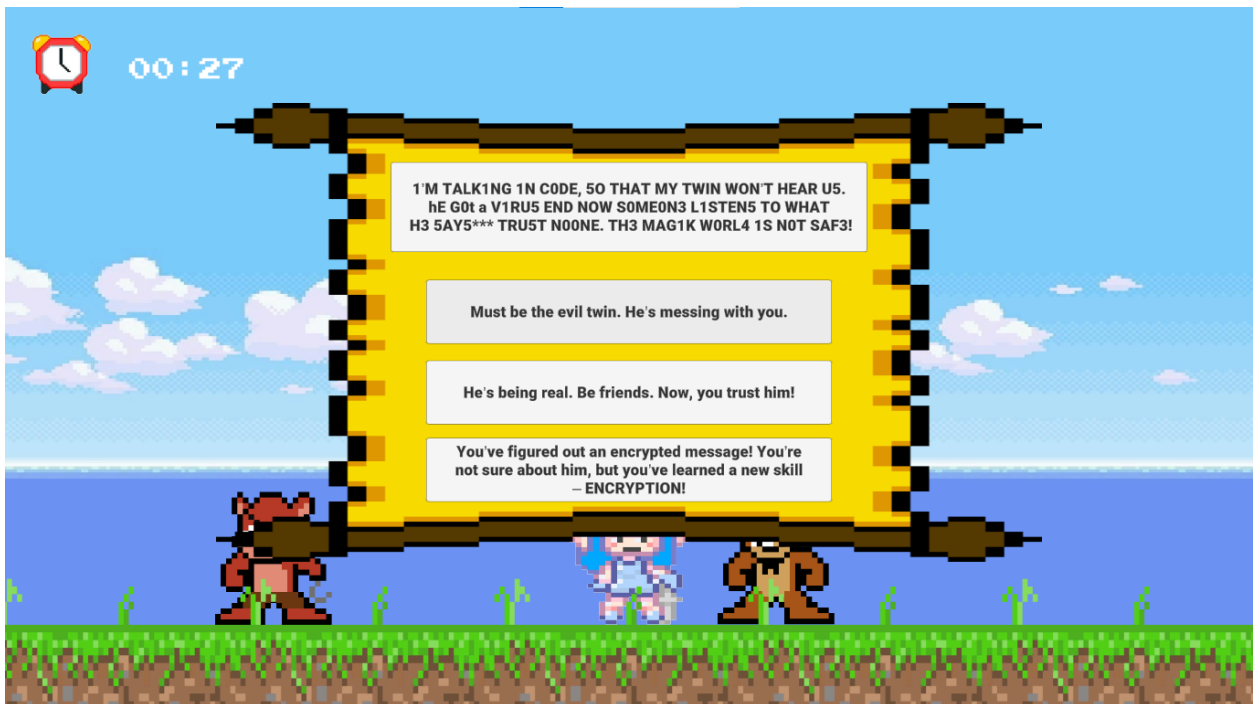 00:27
1'M TALK1NG 1N C0DE, 5O THAT MY TWIN WON'T HEAR U5.
hE G0t a V1RU5 END NOW S0ME0N3 L1STEN5 TO WHAT
H3 5AY5*** TRU5T N00NE. TH3 MAG1K W0RL4 1S N0T SAF3!
Must be the evil twin. He's messing with you.
He's being real. Be friends. Now, you trust him!
You've figured out an encrypted message! You're
not sure about him, but you've learned a new skill
– ENCRYPTION!